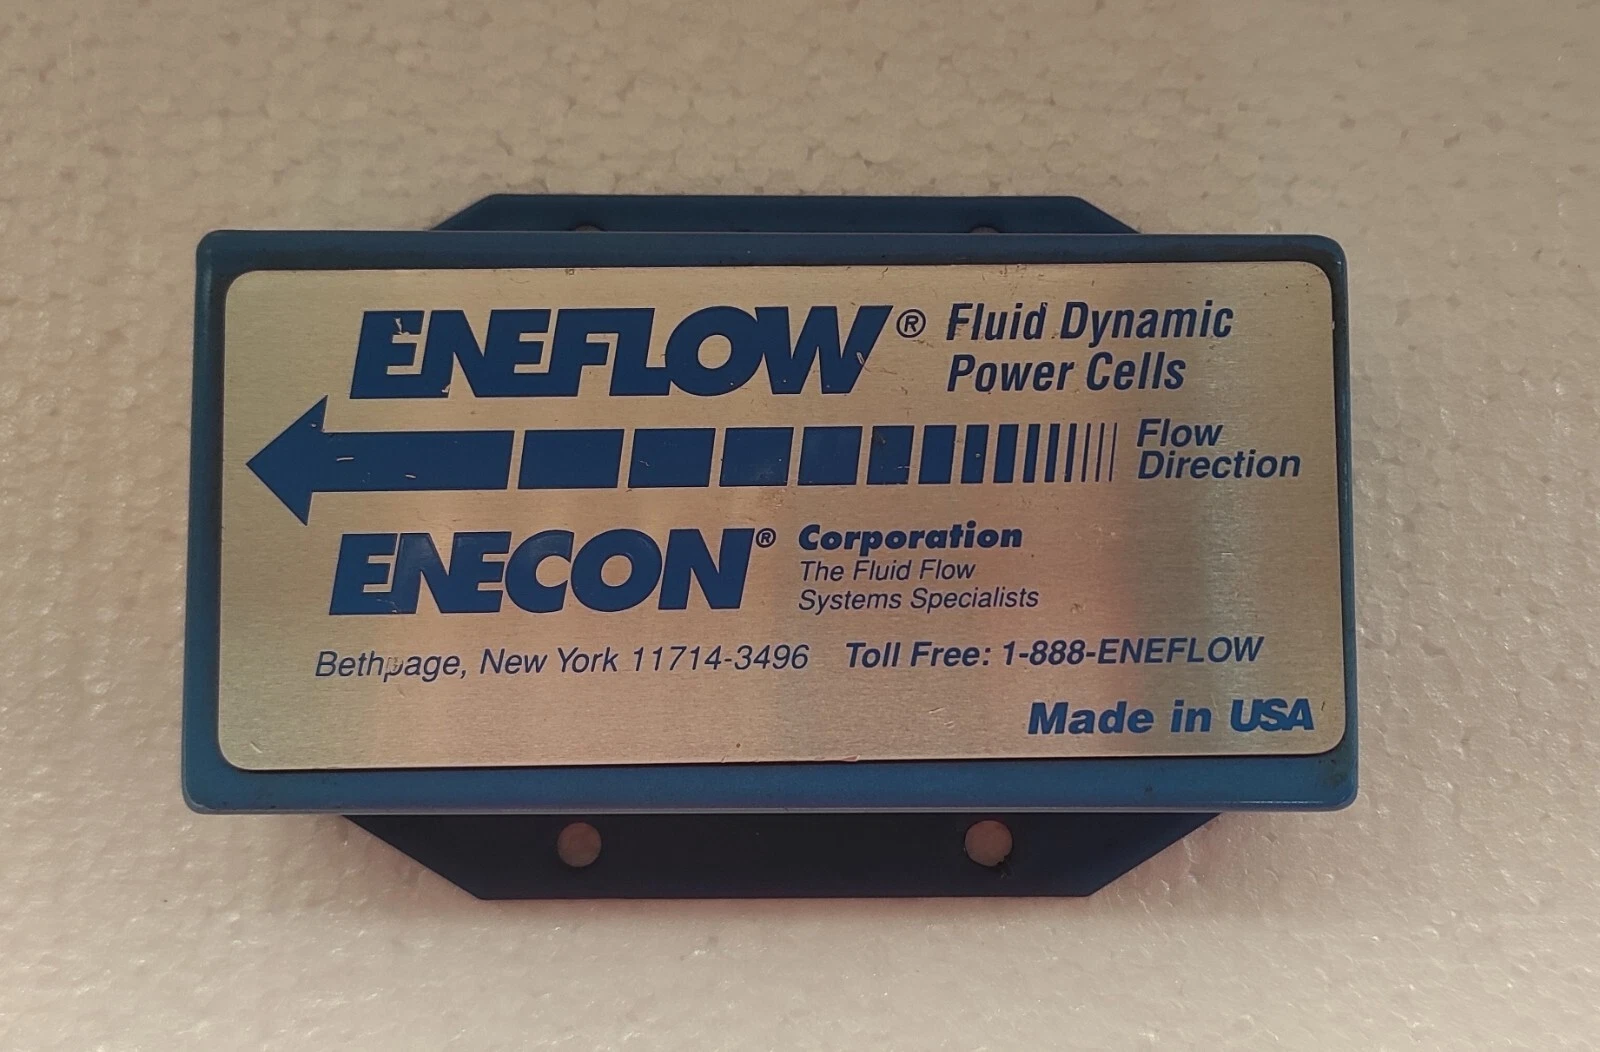 ENEFLOW® Fluid Dynamic
Power Cells
Flow
Direction
ENECON® Corporation
The Fluid Flow
Systems Specialists
Bethpage, New York 11714-3496 Toll Free: 1-888-ENEFLOW
Made in USA